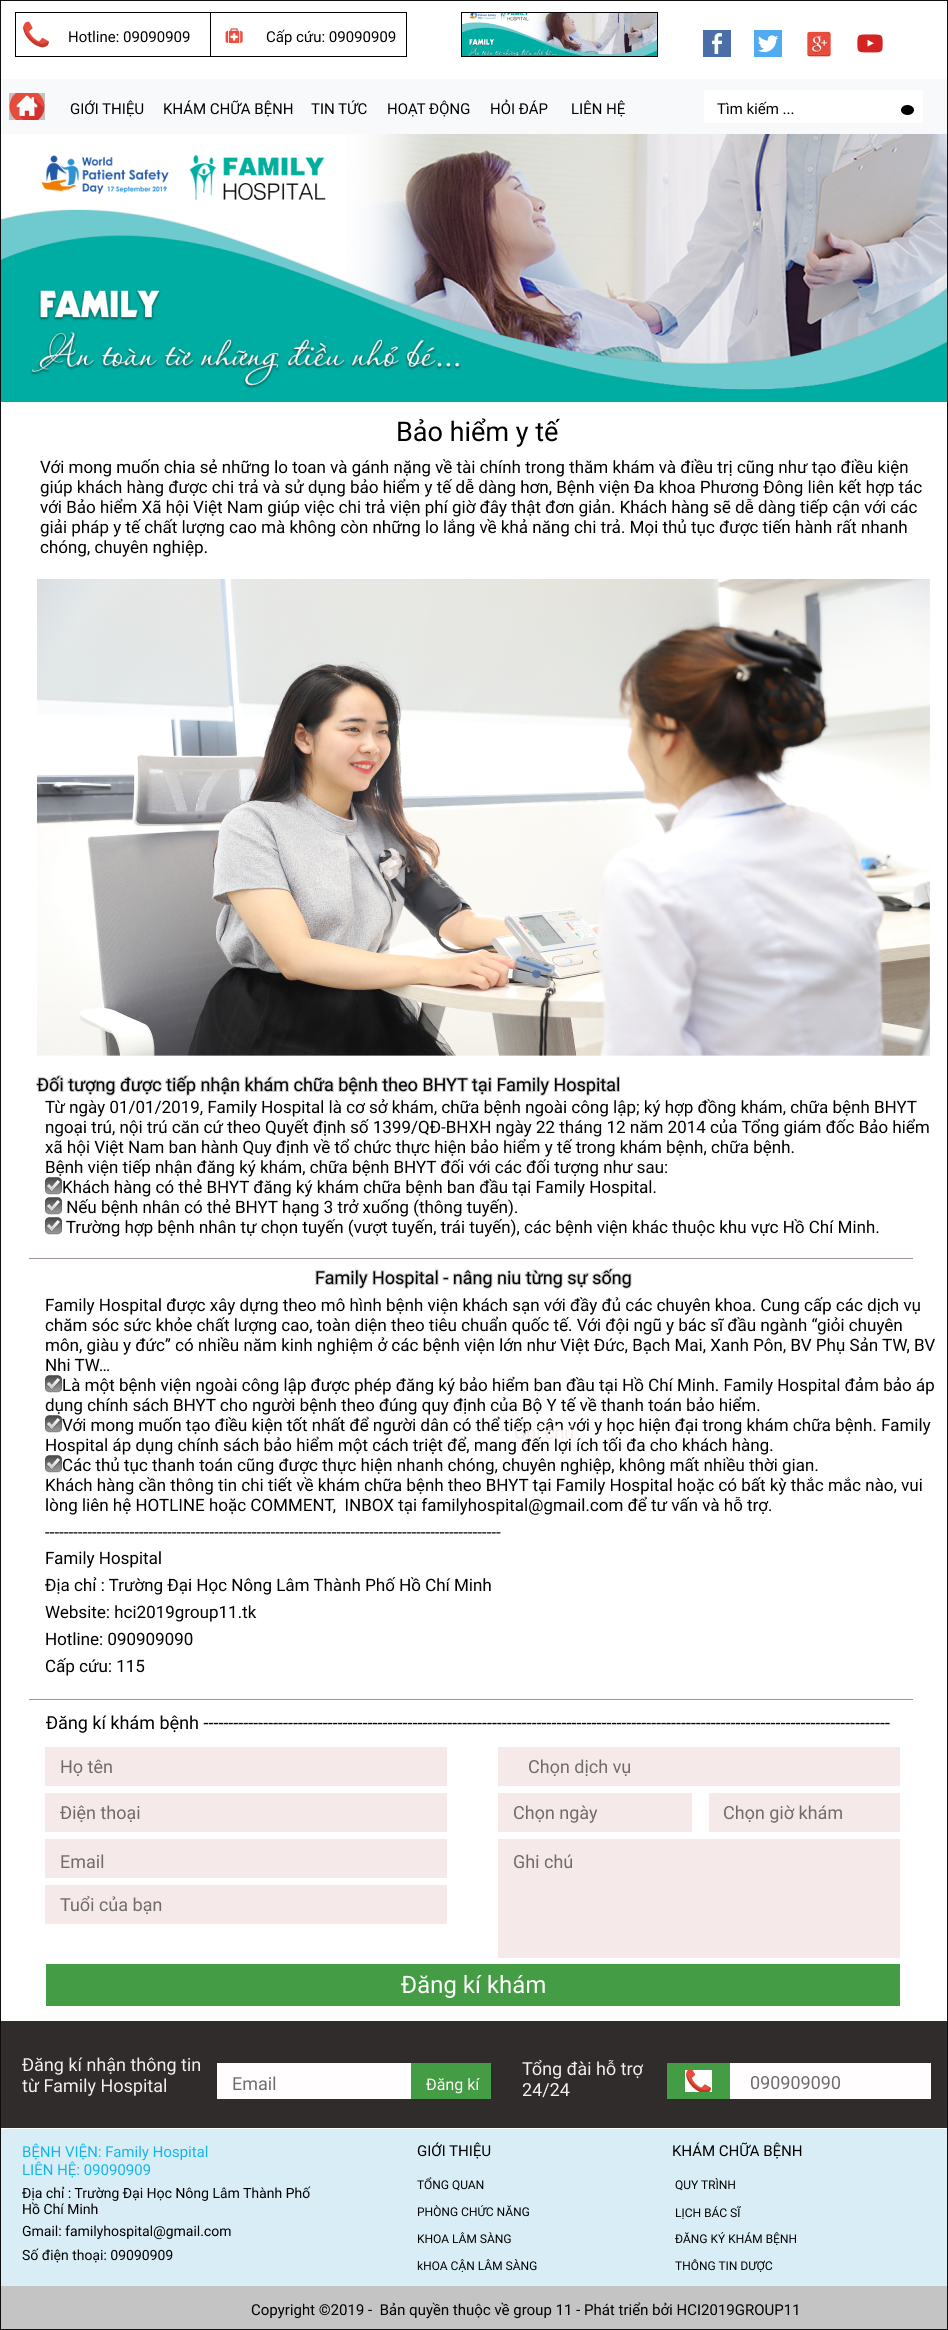 Hotline: 09090909
Cấp cứu: 09090909
FAMILY
GIỚI THIỆU KHÁM CHỮA BỆNH TIN TỨC HOẠT ĐỘNG HỎI ĐÁP LIÊN HỆ
Tìm kiếm ...
World
Patient Safety
Day 17 September 2019
FAMILY
HOSPITAL
FAMILY
An toàn từ những điều nhỏ bé...
Bảo hiểm y tế
Với mong muốn chia sẻ những lo toan và gánh nặng về tài chính trong thăm khám và điều trị cũng như tạo điều kiện
giúp khách hàng được chi trả và sử dụng bảo hiểm y tế dễ dàng hơn, Bệnh viện Đa khoa Phương Đông liên kết hợp tác
với Bảo hiểm Xã hội Việt Nam giúp việc chi trả viện phí giờ đây thật đơn giản. Khách hàng sẽ dễ dàng tiếp cận với các
giải pháp y tế chất lượng cao mà không còn những lo lắng về khả năng chi trả. Mọi thủ tục được tiến hành rất nhanh
chóng, chuyên nghiệp.
Đối tượng được tiếp nhận khám chữa bệnh theo BHYT tại Family Hospital
Từ ngày 01/01/2019, Family Hospital là cơ sở khám, chữa bệnh ngoài công lập; ký hợp đồng khám, chữa bệnh BHYT
ngoại trú, nội trú căn cứ theo Quyết định số 1399/QĐ-BHXH ngày 22 tháng 12 năm 2014 của Tổng giám đốc Bảo hiểm
xã hội Việt Nam ban hành Quy định về tổ chức thực hiện bảo hiểm y tế trong khám bệnh, chữa bệnh.
Bệnh viện tiếp nhận đăng ký khám, chữa bệnh BHYT đối với các đối tượng như sau:
Khách hàng có thẻ BHYT đăng ký khám chữa bệnh ban đầu tại Family Hospital.
Nếu bệnh nhân có thẻ BHYT hạng 3 trở xuống (thông tuyến).
Trường hợp bệnh nhân tự chọn tuyến (vượt tuyến, trái tuyến), các bệnh viện khác thuộc khu vực Hồ Chí Minh.
Family Hospital - nâng niu từng sự sống
Family Hospital được xây dựng theo mô hình bệnh viện khách sạn với đầy đủ các chuyên khoa. Cung cấp các dịch vụ
chăm sóc sức khỏe chất lượng cao, toàn diện theo tiêu chuẩn quốc tế. Với đội ngũ y bác sĩ đầu ngành “giỏi chuyên
môn, giàu y đức” có nhiều năm kinh nghiệm ở các bệnh viện lớn như Việt Đức, Bạch Mai, Xanh Pôn, BV Phụ Sản TW, BV
Nhi TW…
Là một bệnh viện ngoài công lập được phép đăng ký bảo hiểm ban đầu tại Hồ Chí Minh. Family Hospital đảm bảo áp
dụng chính sách BHYT cho người bệnh theo đúng quy định của Bộ Y tế về thanh toán bảo hiểm.
Với mong muốn tạo điều kiện tốt nhất để người dân có thể tiếp cận với y học hiện đại trong khám chữa bệnh. Family
Hospital áp dụng chính sách bảo hiểm một cách triệt để, mang đến lợi ích tối đa cho khách hàng.
Các thủ tục thanh toán cũng được thực hiện nhanh chóng, chuyên nghiệp, không mất nhiều thời gian.
Khách hàng cần thông tin chi tiết về khám chữa bệnh theo BHYT tại Family Hospital hoặc có bất kỳ thắc mắc nào, vui
lòng liên hệ HOTLINE hoặc COMMENT, INBOX tại familyhospital@gmail.com để tư vấn và hỗ trợ.
------------------------------------------------------------------------------------------------
Family Hospital
Địa chỉ : Trường Đại Học Nông Lâm Thành Phố Hồ Chí Minh
Website: hci2019group11.tk
Hotline: 090909090
Cấp cứu: 115
Đăng kí khám bệnh ------------------------------------------------------------------------------------------------
Họ tên
Chọn dịch vụ
Điện thoại
Chọn ngày
Chọn giờ khám
Email
Ghi chú
Tuổi của bạn
Đăng kí khám
Đăng kí nhận thông tin
từ Family Hospital
Email
Đăng kí
Tổng đài hỗ trợ
24/24
090909090
BỆNH VIỆN: Family Hospital
LIÊN HỆ: 09090909
Địa chỉ : Trường Đại Học Nông Lâm Thành Phố
Hồ Chí Minh
Gmail: familyhospital@gmail.com
Số điện thoại: 09090909
GIỚI THIỆU
TỔNG QUAN
PHÒNG CHỨC NĂNG
KHOA LÂM SÀNG
kHOA CẬN LÂM SÀNG
KHÁM CHỮA BỆNH
QUY TRÌNH
LỊCH BÁC SĨ
ĐĂNG KÝ KHÁM BỆNH
THÔNG TIN DƯỢC
Copyright ©2019 - Bản quyền thuộc về group 11 - Phát triển bởi HCI2019GROUP11